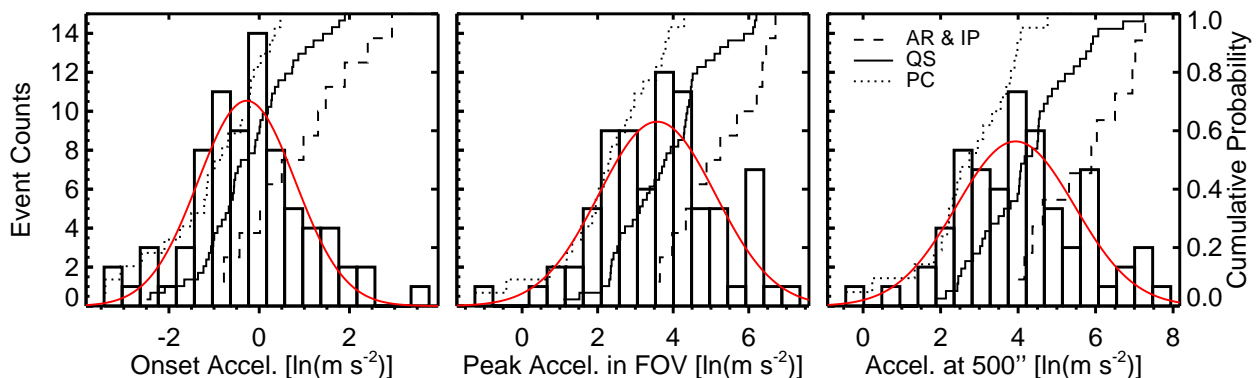 14
12
10
8
6
4
2
0
Event Counts
-2 0 2
Onset Accel. [ln(m s-2)]
0 2 4 6
Peak Accel. in FOV [ln(m s-2)]
AR & IP
QS
PC
0 2 4 6 8
Accel. at 500'' [ln(m s-2)]
1.0
0.8
0.6
0.4
0.2
0.0
Cumulative Probability